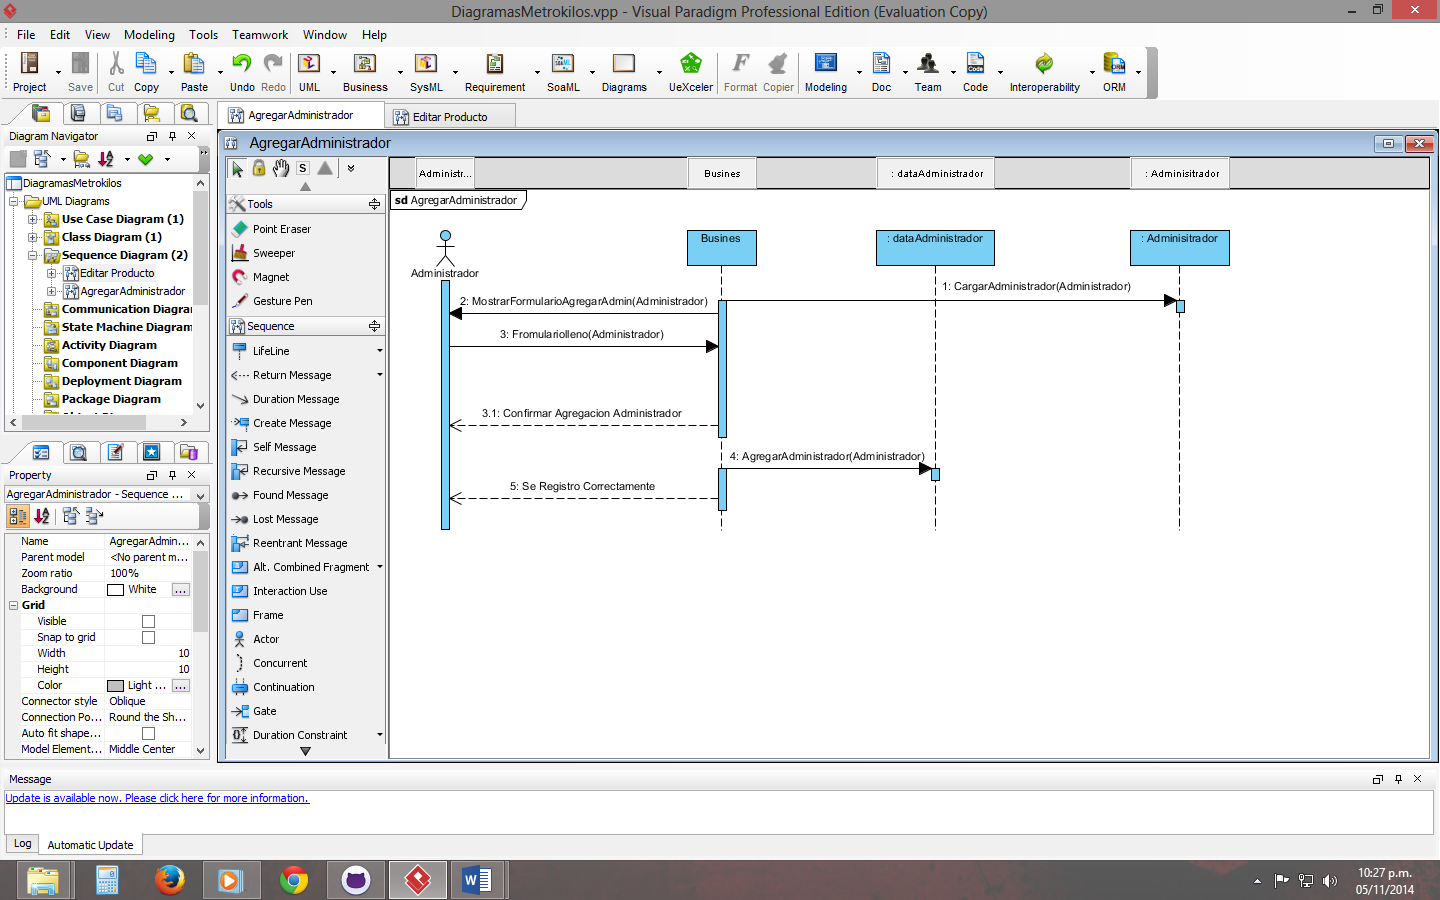 DiagramasMetrokilos.vpp - Visual Paradigm Professional Edition (Evaluation Copy)
File Edit View Modeling Tools Teamwork Window Help
Project Save Cut Copy Paste Undo Redo UML Business SysML Requirement SoaML Diagrams UeXceler Format Copier Modeling Doc Team Code Interoperability ORM
AgregarAdministrador
Editar Producto
Diagram Navigator
DiagramasMetrokilos
UML Diagrams
Use Case Diagram (1)
Class Diagram (1)
Sequence Diagram (2)
Editar Producto
AgregarAdministrador
Communication Diagra
State Machine Diagram
Activity Diagram
Component Diagram
Deployment Diagram
Package Diagram
Property
AgregarAdministrador - Sequence ...
Name AgregarAdmin...
Parent model <No parent m...
Zoom ratio 100%
Background White ...
Grid
Visible
Snap to grid
Width 10
Height 10
Color Light ... ...
Connector style Oblique
Connection Po... Round the Sh...
Auto fit shape...
Model Element... Middle Center
AgregarAdministrador
S
Tools
Point Eraser
Sweeper
Magnet
Gesture Pen
Sequence
LifeLine
Return Message
Duration Message
Create Message
Self Message
Recursive Message
Found Message
Lost Message
Reentrant Message
Alt. Combined Fragment
Interaction Use
Frame
Actor
Concurrent
Continuation
Gate
Duration Constraint
Administr... Busines : dataAdministrador : Adminisitrador
sd AgregarAdministrador
Busines : dataAdministrador : Adminisitrador
Administrador
1: CargarAdministrador(Administrador)
2: MostrarFormularioAgregarAdmin(Administrador)
3: Fromulariolleno(Administrador)
3.1: Confirmar Agregacion Administrador
4: AgregarAdministrador(Administrador)
5: Se Registro Correctamente
Message
Update is available now. Please click here for more information.
Log Automatic Update
10:27 p.m.
05/11/2014